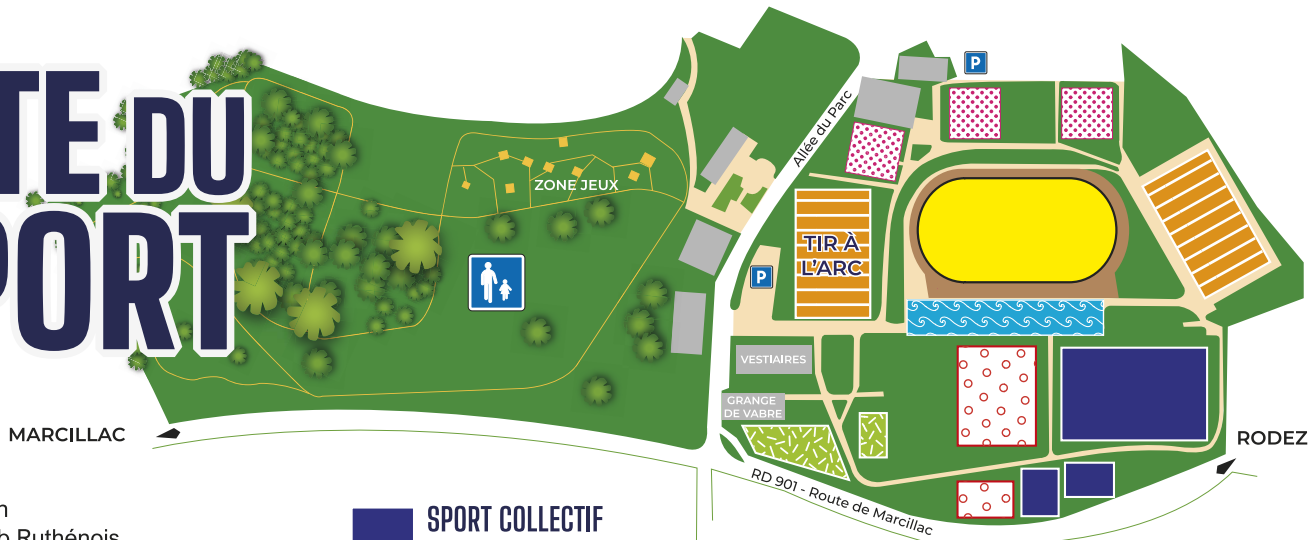 TE DU
PORT
ZONE JEUX
Allée du Parc
P
P
TIR À
L'ARC
VESTIAIRES
GRANGE
DE VABRE
MARCILLAC
RODEZ
RD 901 - Route de Marcillac
Ruthénois
SPORT COLLECTIF